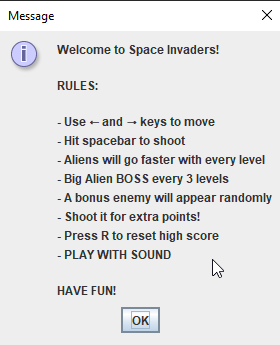 Message
Welcome to Space Invaders!
RULES:
- Use ← and → keys to move
- Hit spacebar to shoot
- Aliens will go faster with every level
- Big Alien BOSS every 3 levels
- A bonus enemy will appear randomly
- Shoot it for extra points!
- Press R to reset high score
- PLAY WITH SOUND
HAVE FUN!
OK